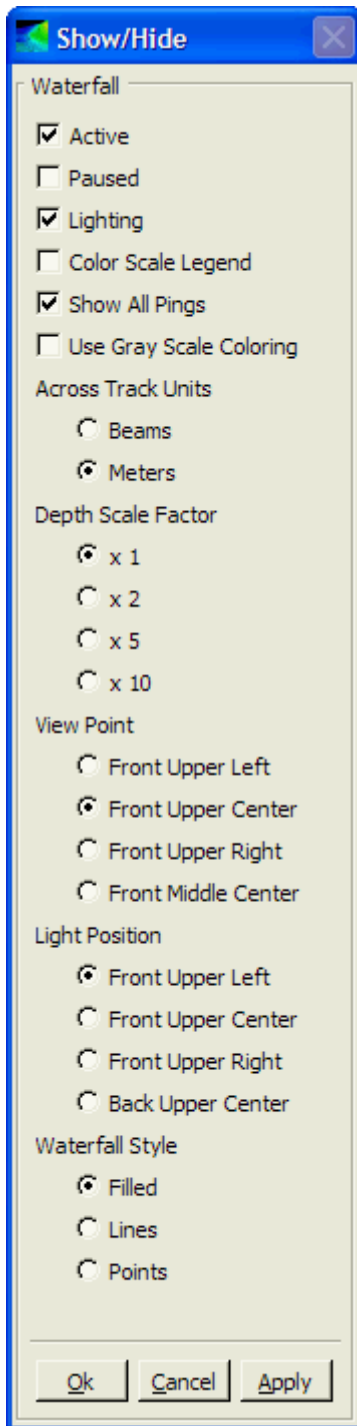 Show/Hide
Waterfall
Active
Paused
Lighting
Color Scale Legend
Show All Pings
Use Gray Scale Coloring
Across Track Units
Beams
Meters
Depth Scale Factor
x 1
x 2
x 5
x 10
View Point
Front Upper Left
Front Upper Center
Front Upper Right
Front Middle Center
Light Position
Front Upper Left
Front Upper Center
Front Upper Right
Back Upper Center
Waterfall Style
Filled
Lines
Points
Ok Cancel Apply